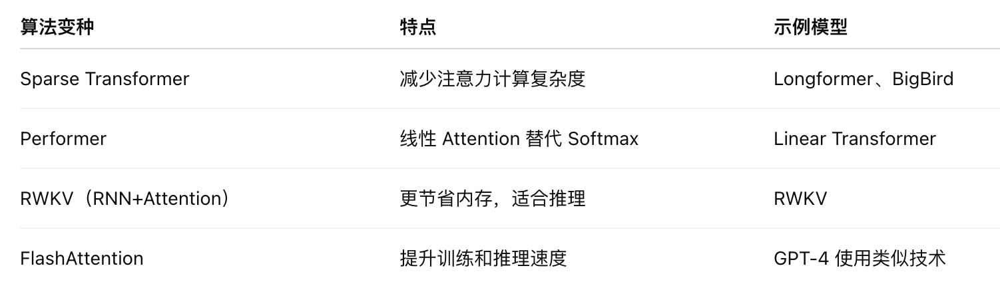 算法变种 特点 示例模型
Sparse Transformer 减少注意力计算复杂度 Longformer、BigBird
Performer 线性 Attention 替代 Softmax Linear Transformer
RWKV（RNN+Attention） 更节省内存，适合推理 RWKV
FlashAttention 提升训练和推理速度 GPT-4 使用类似技术